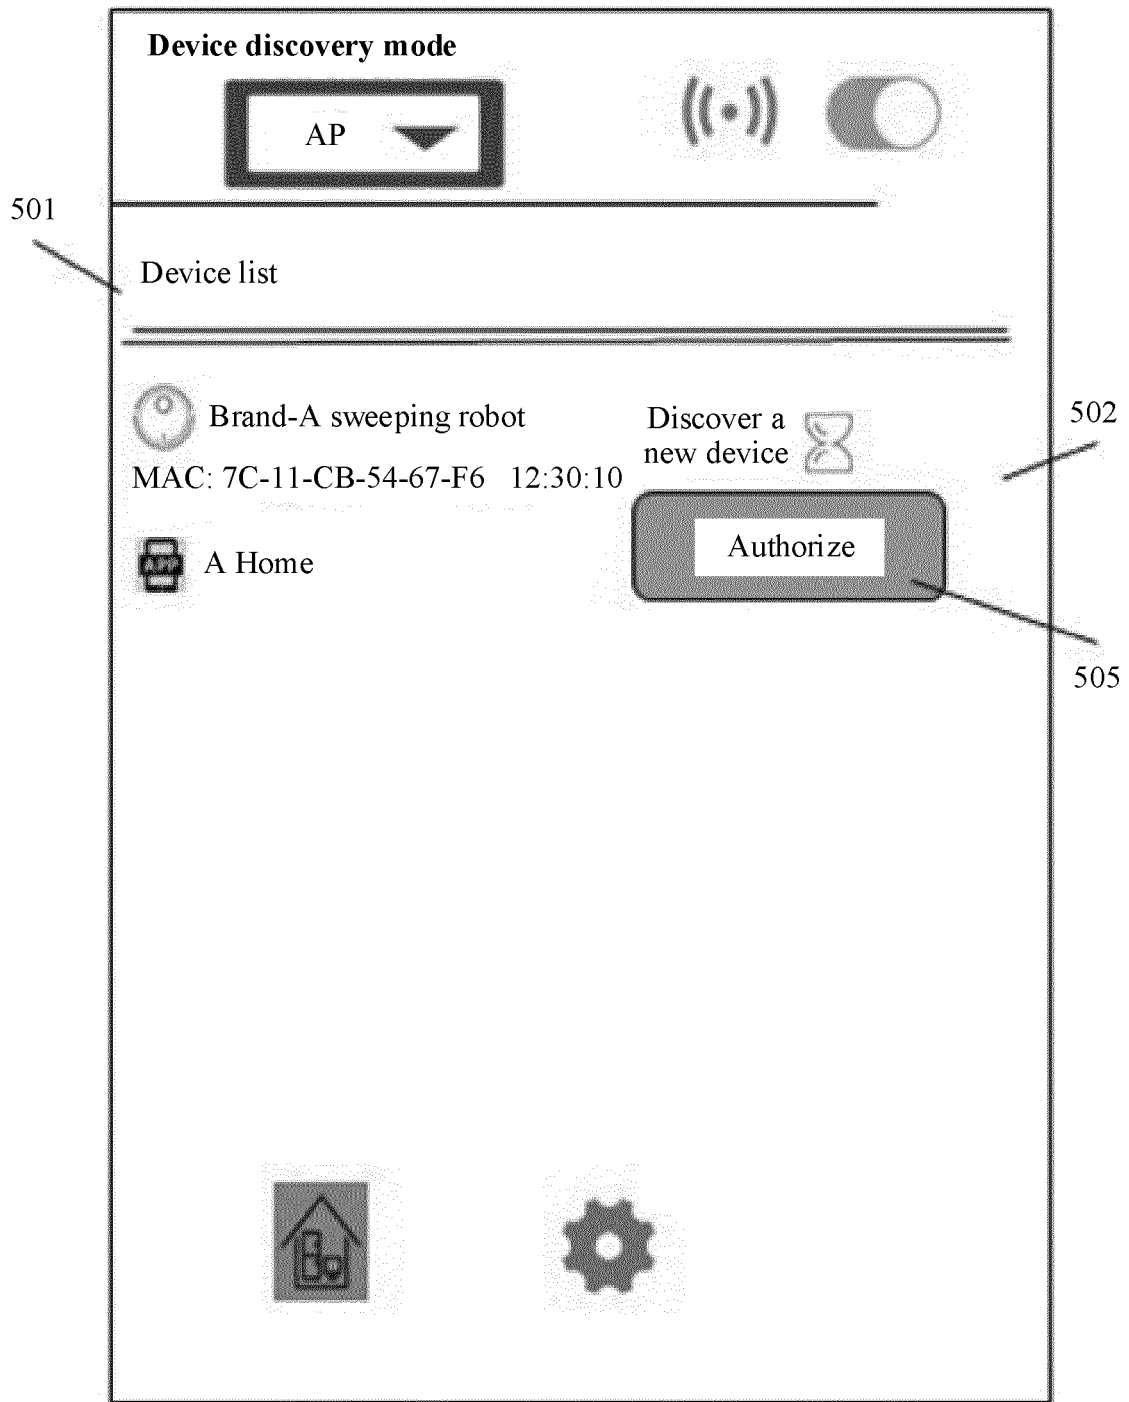 Device discovery mode
AP
501
Device list
Brand-A sweeping robot
Discover a
new device
502
MAC: 7C-11-CB-54-67-F6 12:30:10
APP
A Home
Authorize
505